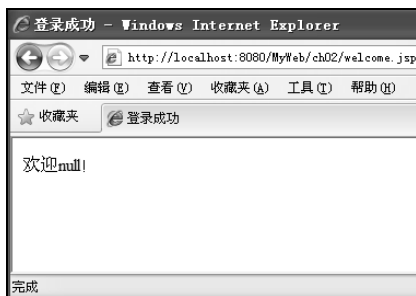 登录成功 - Windows Internet Explorer
http://localhost:8080/MyWeb/ch02/welcome.jsp
文件(F) 编辑(E) 查看(V) 收藏夹(A) 工具(T) 帮助(H)
收藏夹 登录成功
欢迎null!
完成